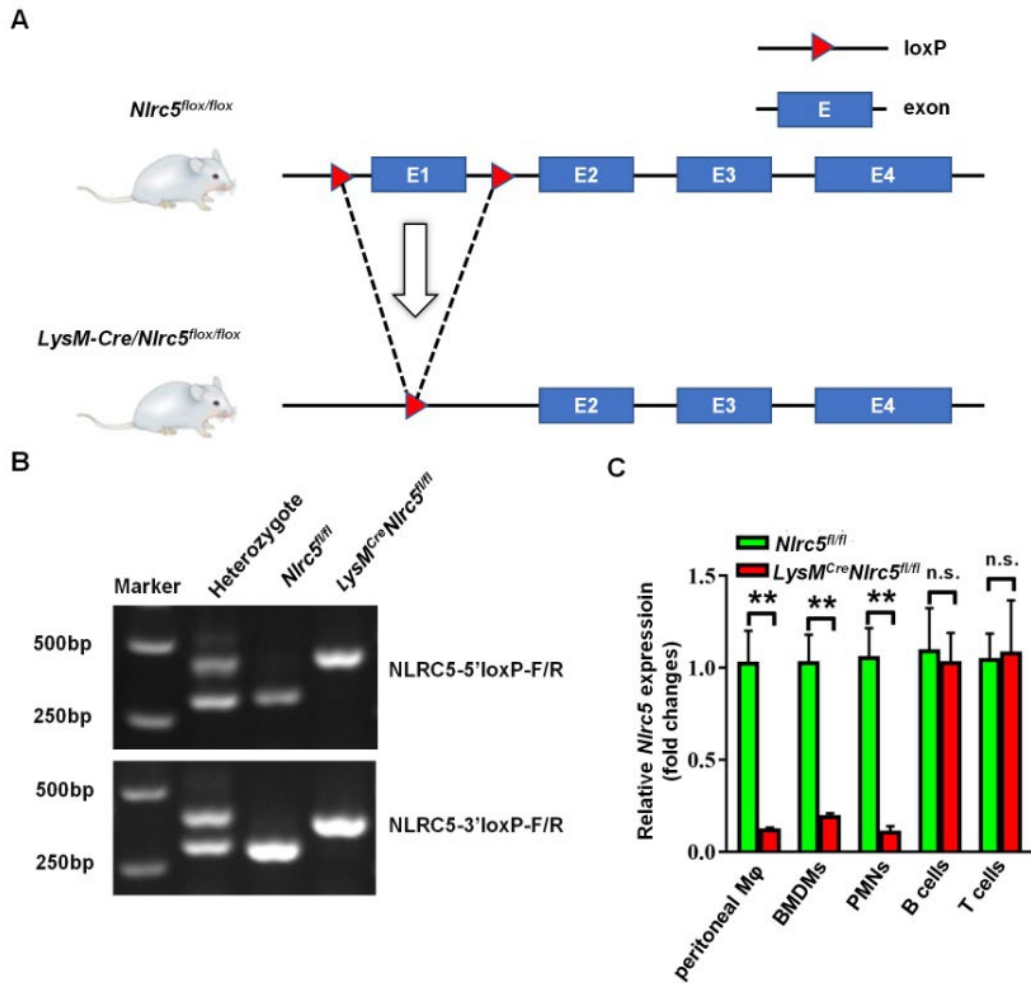 A
loxP
Nlrc5flox/flox
E
exon
E1
E2
E3
E4
LysM-Cre/Nlrc5flox/flox
E2
E3
E4
B
Marker
Heterozygote
Nlrc5fl/fl
LysMCreNlrc5fl/fl
500bp
250bp
NLRC5-5'loxP-F/R
500bp
250bp
NLRC5-3'loxP-F/R
C
Nlrc5fl/fl
LysMCreNlrc5fl/fl
Relative Nlrc5 expressioin
(fold changes)
1.5
1.0
0.5
0.0
**
**
**
n.s.
n.s.
peritoneal Mφ
BMDMs
PMNs
B cells
T cells